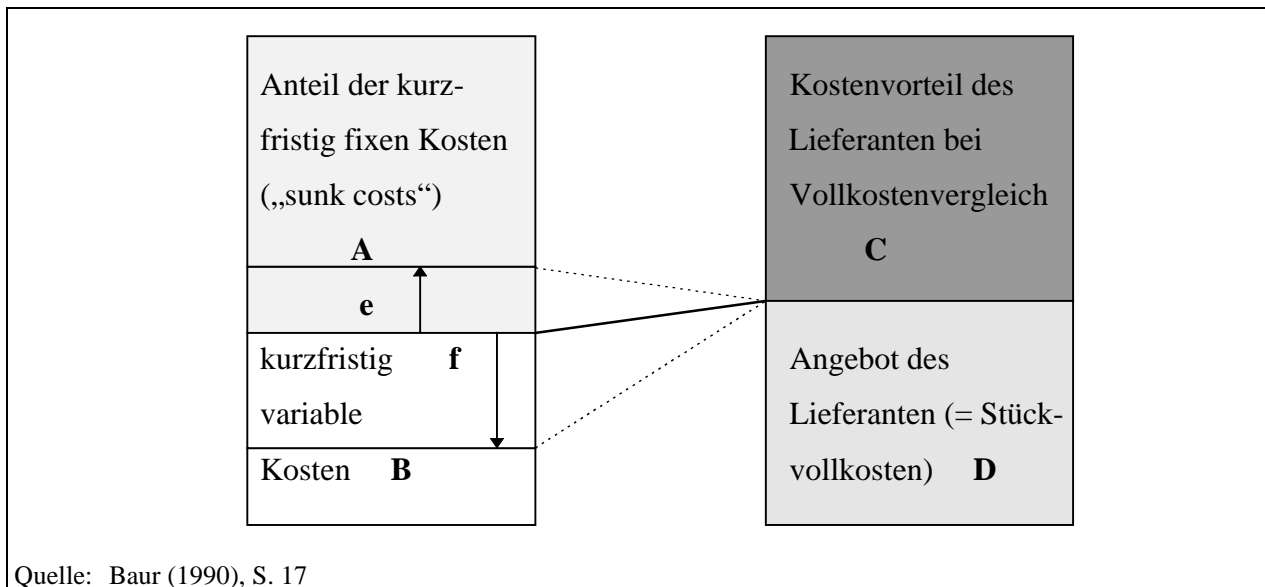 Anteil der kurz-
fristig fixen Kosten
(„sunk costs“)
A
e
kurzfristig f
variable
Kosten B
Kostenvorteil des
Lieferanten bei
Vollkostenvergleich
C
Angebot des
Lieferanten (= Stück-
vollkosten) D
Quelle: Baur (1990), S. 17